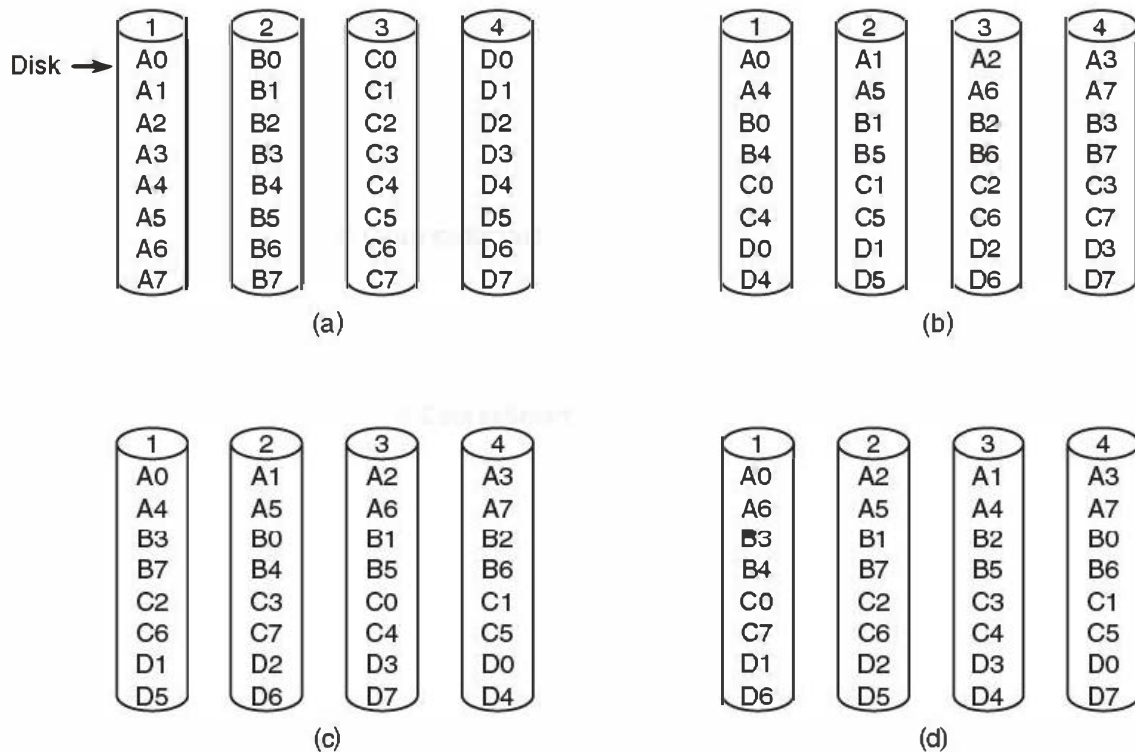 1 2 3 4
Disk A0 B0 C0 D0
A1 B1 C1 D1
A2 B2 C2 D2
A3 B3 C3 D3
A4 B4 C4 D4
A5 B5 C5 D5
A6 B6 C6 D6
A7 B7 C7 D7
(a)
1 2 3 4
A0 A1 A2 A3
A4 A5 A6 A7
B0 B1 B2 B3
B4 B5 B6 B7
C0 C1 C2 C3
C4 C5 C6 C7
D0 D1 D2 D3
D4 D5 D6 D7
(b)
1 2 3 4
A0 A1 A2 A3
A4 A5 A6 A7
B3 B0 B1 B2
B7 B4 B5 B6
C2 C3 C0 C1
C6 C7 C4 C5
D1 D2 D3 D0
D5 D6 D7 D4
(c)
1 2 3 4
A0 A2 A1 A3
A6 A5 A4 A7
B3 B1 B2 B0
B4 B7 B5 B6
C0 C2 C3 C1
C7 C6 C4 C5
D1 D2 D3 D0
D6 D5 D4 D7
(d)